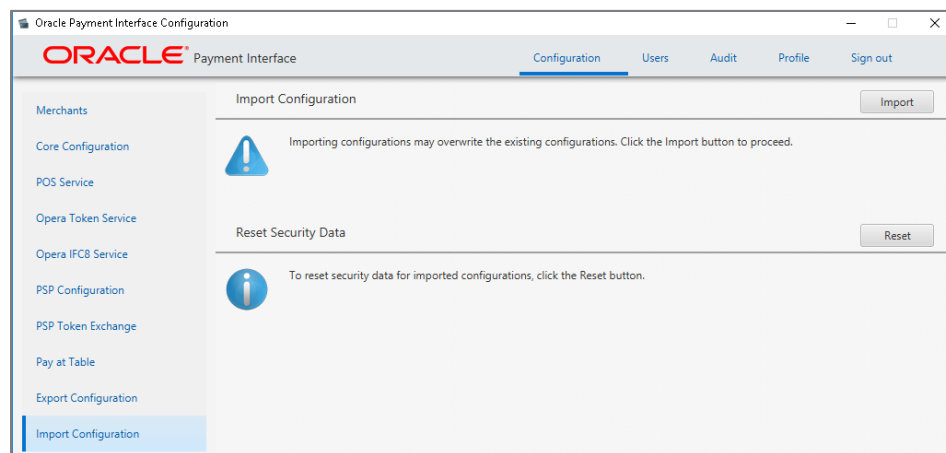 Oracle Payment Interface Configuration
ORACLE® Payment Interface
Configuration Users Audit Profile Sign out
Merchants
Core Configuration
POS Service
Opera Token Service
Opera IFC8 Service
PSP Configuration
PSP Token Exchange
Pay at Table
Export Configuration
Import Configuration
Import Configuration
Import
Importing configurations may overwrite the existing configurations. Click the Import button to proceed.
Reset Security Data
Reset
To reset security data for imported configurations, click the Reset button.